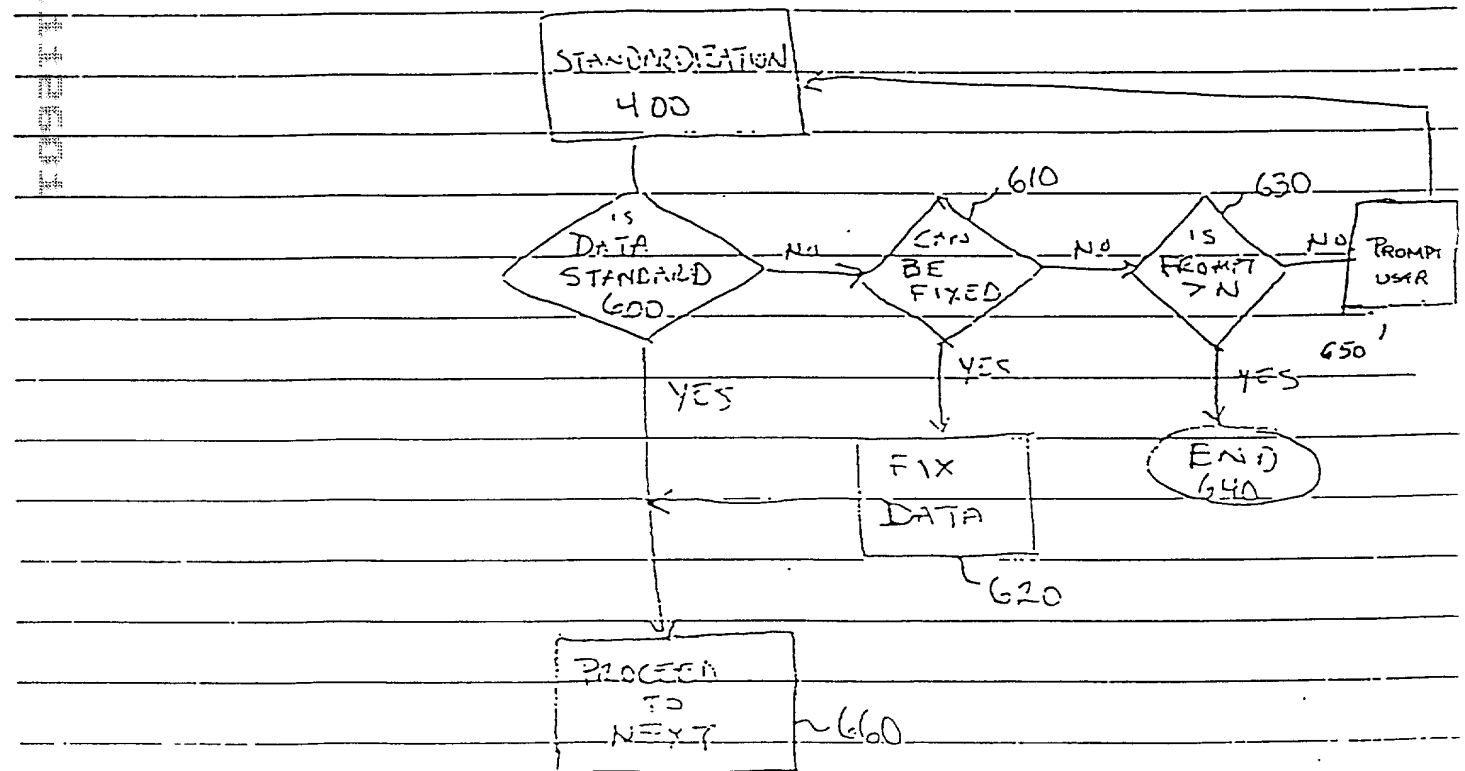 STANDARDIZATION
400
610
630
IS
DATA
STANDARD
600
NO
CAN
BE
FIXED
NO
IS
PROMPT
> N
NO
PROMPT
USER
650
YES
YES
YES
FIX
DATA
END
640
620
PROCEED
TO
NEXT
660